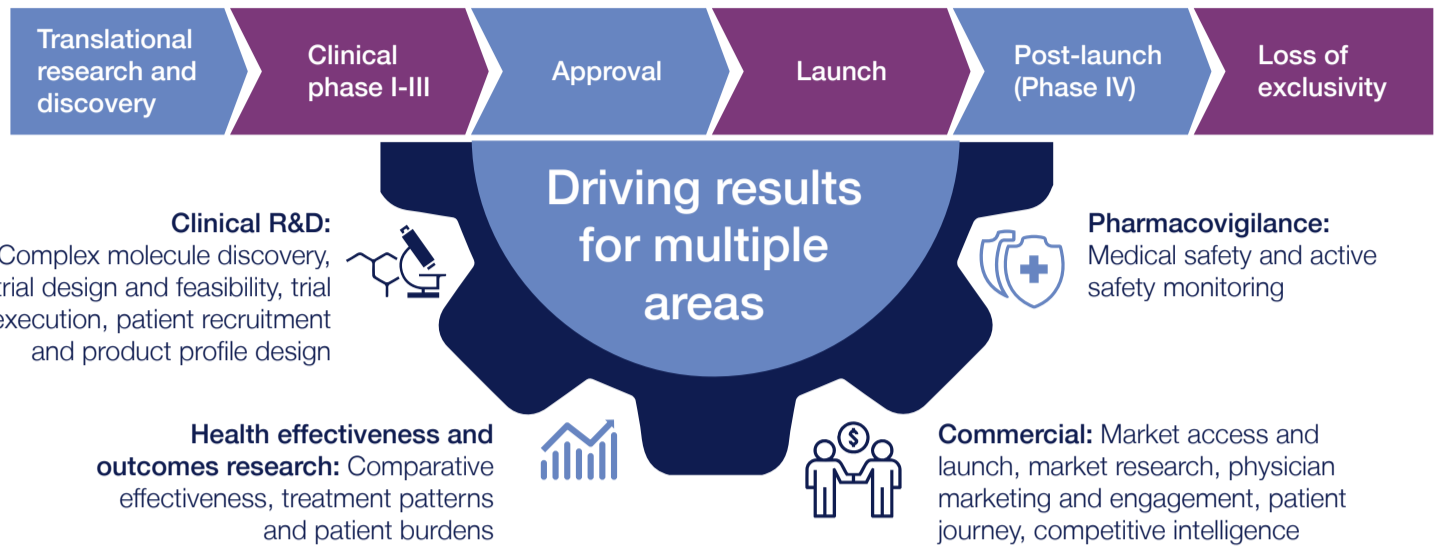 Translational
research and
discovery
Clinical
phase I-III
Approval
Launch
Post-launch
(Phase IV)
Loss of
exclusivity
Driving results
for multiple
areas
Clinical R&D:
Complex molecule discovery,
trial design and feasibility, trial
execution, patient recruitment
and product profile design
Pharmacovigilance:
Medical safety and active
safety monitoring
Health effectiveness and
outcomes research: Comparative
effectiveness, treatment patterns
and patient burdens
$
Commercial: Market access and
launch, market research, physician
marketing and engagement, patient
journey, competitive intelligence